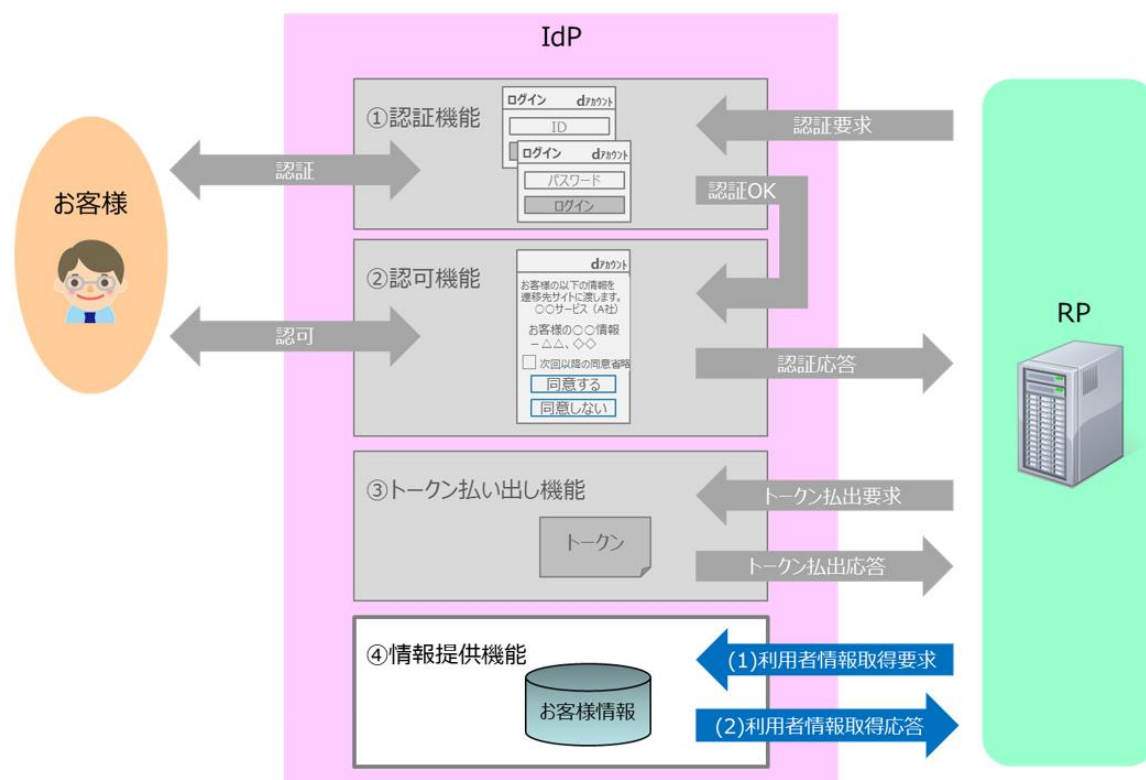 IdP
①認証機能
ログイン dアカウント
ID
ログイン dアカウント
パスワード
ログイン
認証要求
認証
認証OK
お客様
②認可機能
dアカウント
お客様の以下の情報を
遷移先サイトに渡します。
〇〇サービス（A社）
お客様の〇〇情報
－△△、◇◇
次回以降の同意省略
同意する
同意しない
認可
認証応答
RP
③トークン払い出し機能
トークン
トークン払出要求
トークン払出応答
④情報提供機能
お客様情報
(1)利用者情報取得要求
(2)利用者情報取得応答